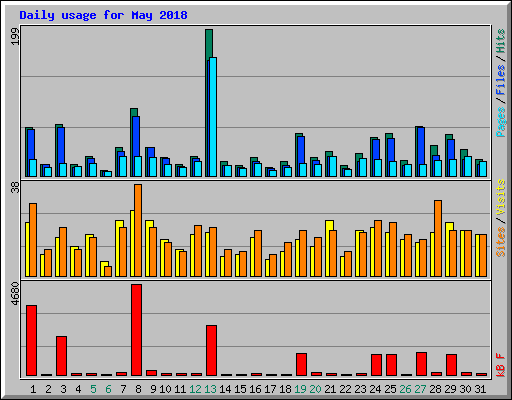 Daily usage for May 2018
199
Pages / Files / Hits
38
Sites / Visits
4680
kB F
1 2 3 4 5 6 7 8 9 10 11 12 13 14 15 16 17 18 19 20 21 22 23 24 25 26 27 28 29 30 31